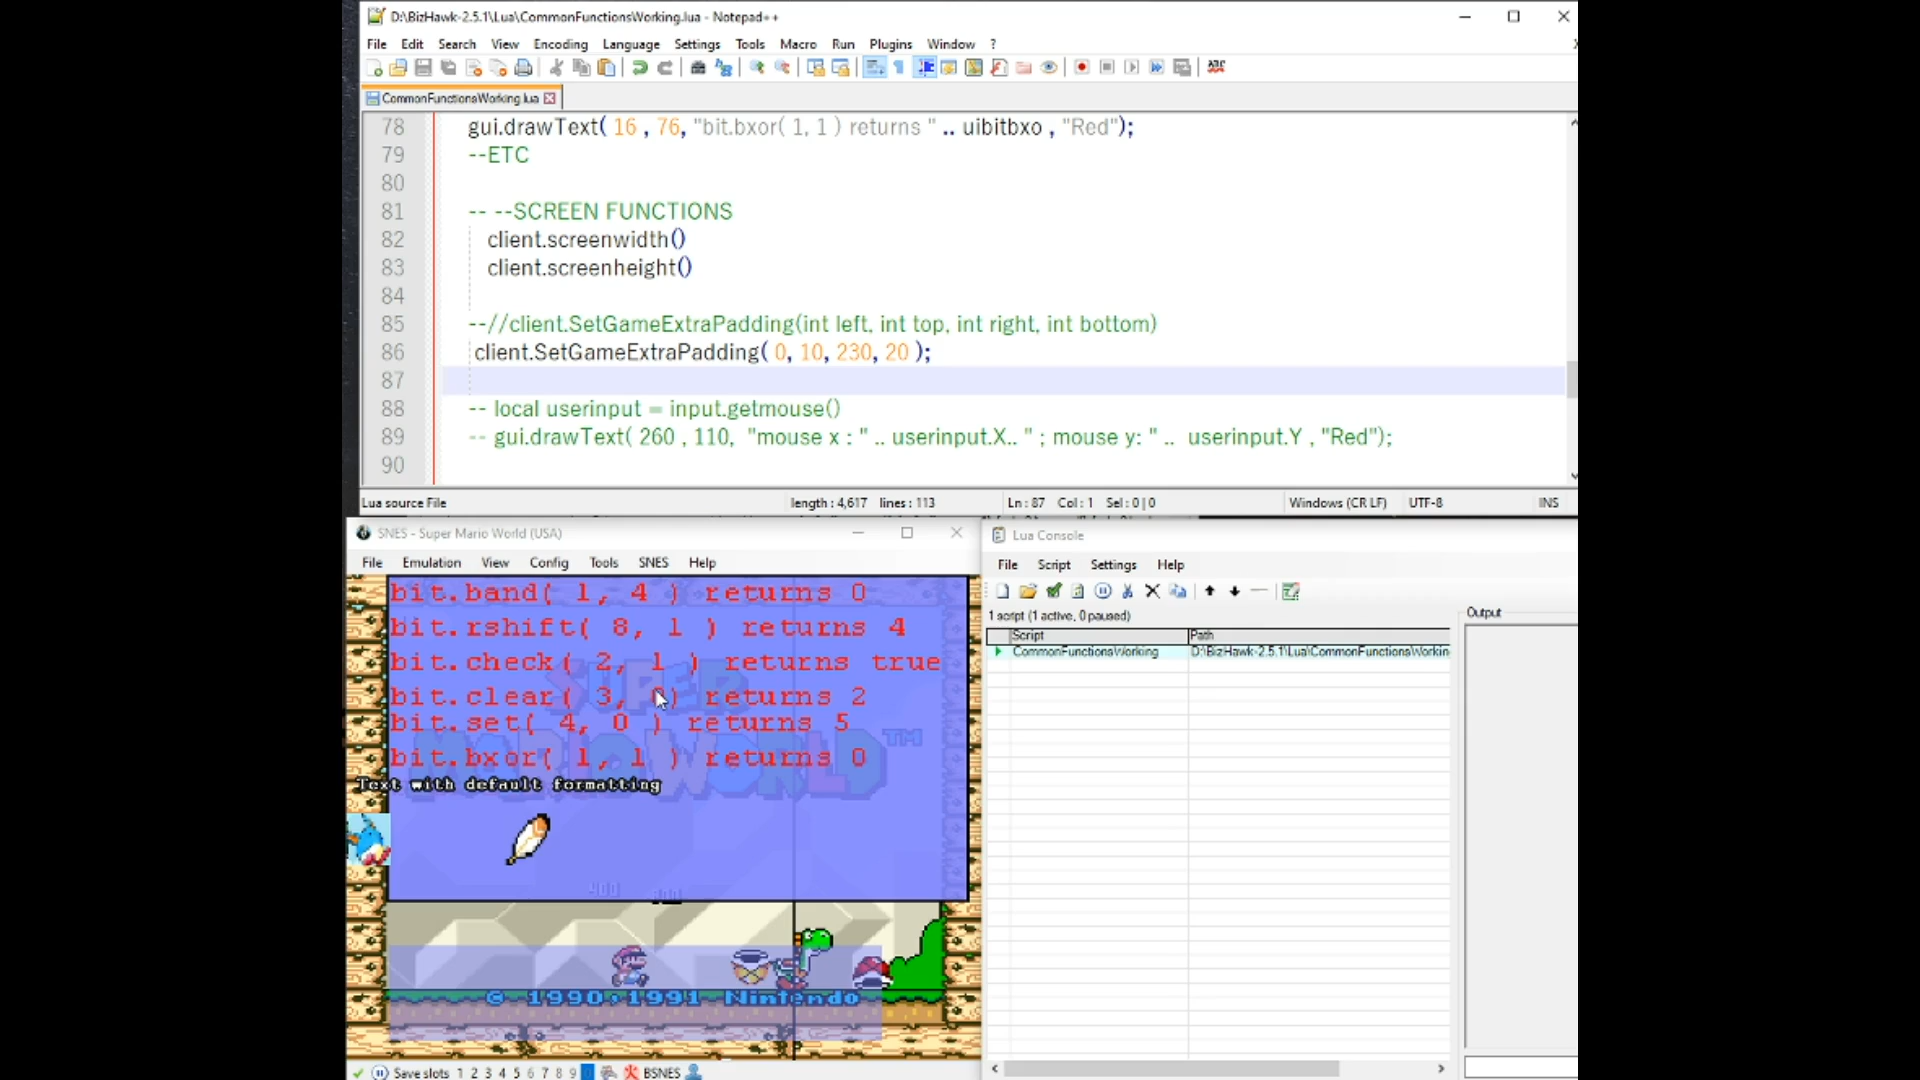 D:\BizHawk-2.5.1\Lua\CommonFunctionsWorking.lua - Notepad++
File Edit Search View Encoding Language Settings Tools Macro Run Plugins Window ?
CommonFunctionsWorking.lua
78 gui.drawText( 16 , 76, "bit.bxor( 1, 1 ) returns " .. uibitbxo , "Red");
79 --ETC
80
81 -- --SCREEN FUNCTIONS
82 client.screenwidth()
83 client.screenheight()
84
85 --//client.SetGameExtraPadding(int left, int top, int right, int bottom)
86 client.SetGameExtraPadding( 0, 10, 230, 20 );
87
88 -- local userinput = input.getmouse()
89 -- gui.drawText( 260 , 110, "mouse x : " .. userinput.X.. " ; mouse y: " .. userinput.Y , "Red");
90
Lua source File length : 4,617 lines : 113 Ln : 87 Col : 1 Sel : 0 | 0 Windows (CR LF) UTF-8 INS
SNES - Super Mario World (USA)
File Emulation View Config Tools SNES Help
bit.band( 1, 4 ) returns 0
bit.rshift( 8, 1 ) returns 4
bit.check( 2, 1 ) returns true
bit.clear( 3, 0) returns 2
bit.set( 4, 0 ) returns 5
bit.bxor( 1, 1 ) returns 0
SUPER
MARIO WORLD™
Text with default formatting
© 1990,1991 Nintendo
Save slots 1 2 3 4 5 6 7 8 9 BSNES
Lua Console
File Script Settings Help
1 script (1 active, 0 paused)
Script Path
CommonFunctionsWorking D:\BizHawk-2.5.1\Lua\CommonFunctionsWorkin
Output